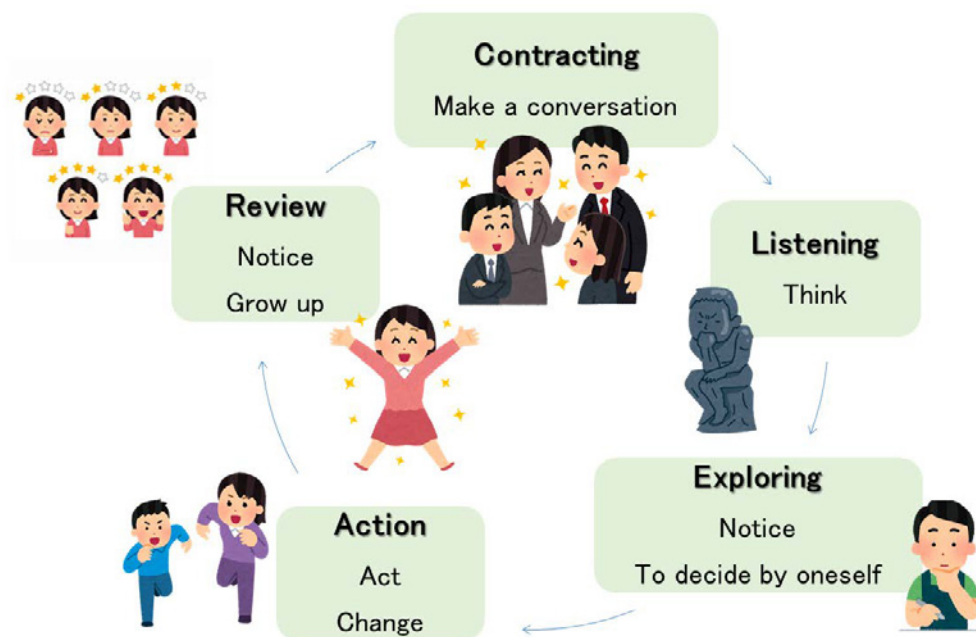 Contracting
Make a conversation
Listening
Think
Exploring
Notice
To decide by oneself
Action
Act
Change
Review
Notice
Grow up